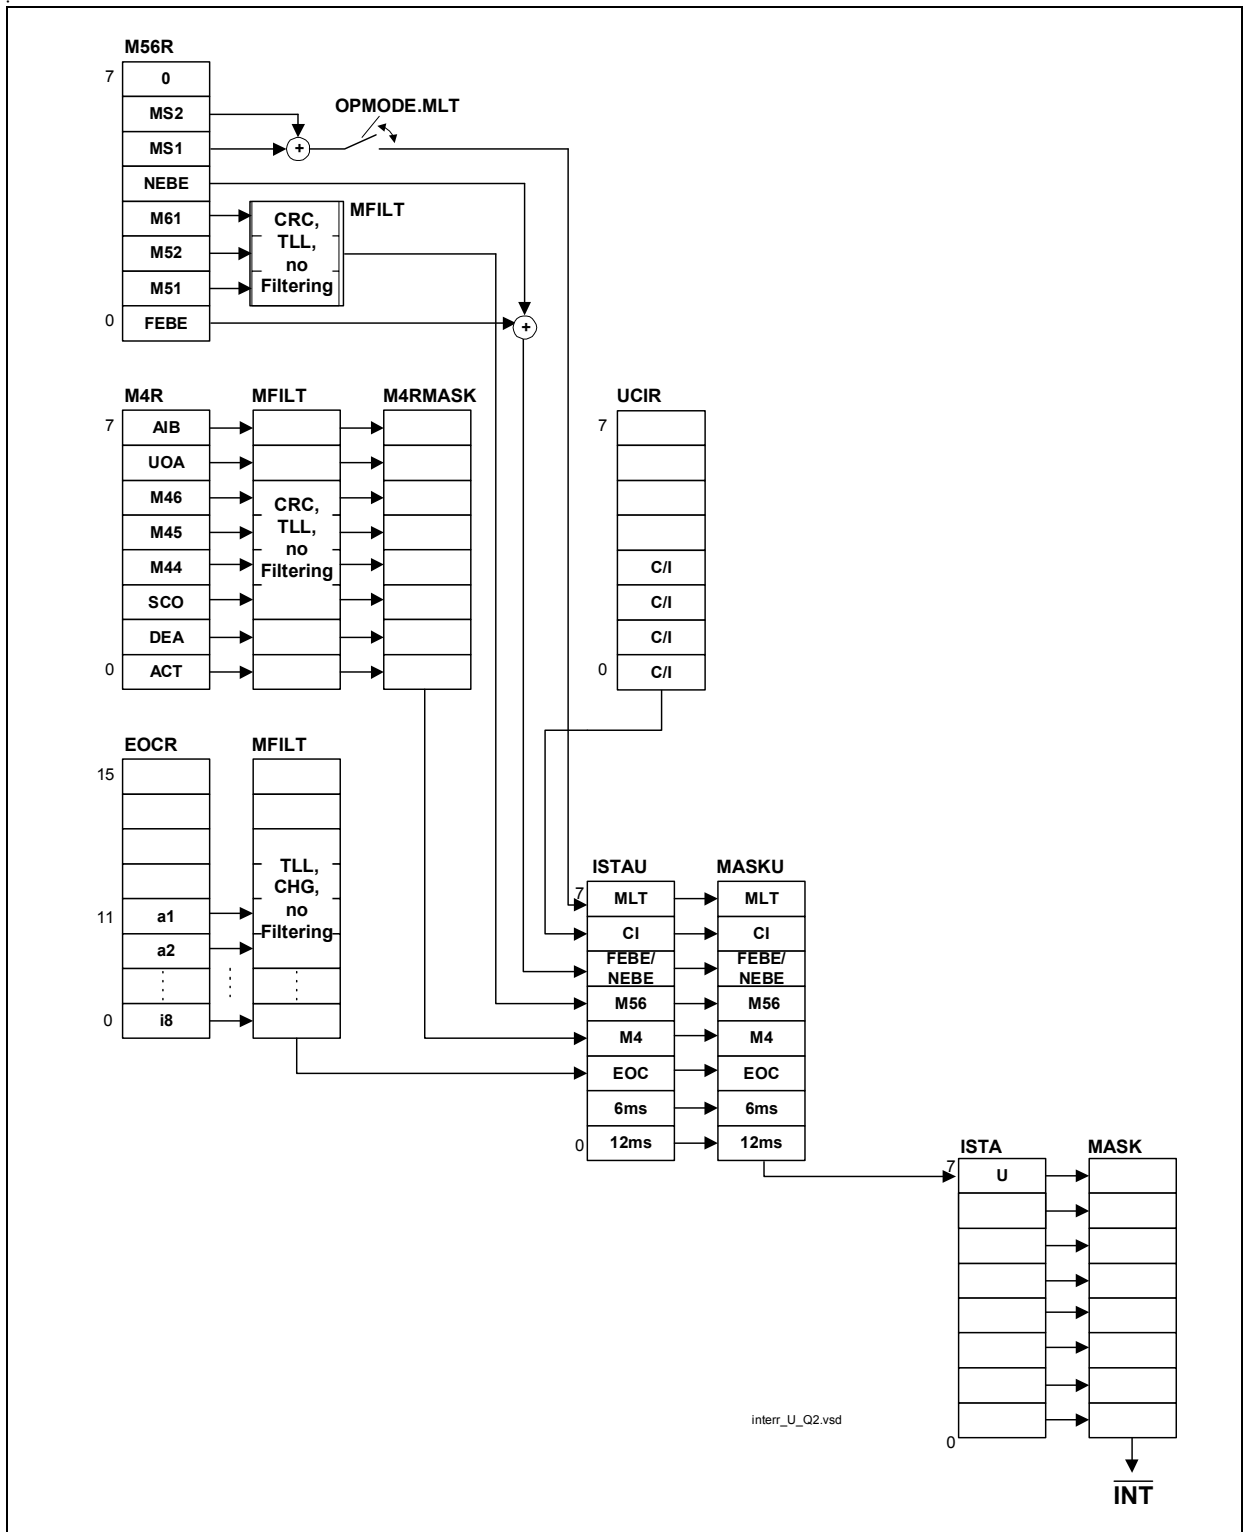 M56R
7
0
MS2
OPMODE.MLT
MS1
+
NEBE
M61
MFILT
CRC,
TLL,
no
Filtering
M52
M51
0
FEBE
+
M4R
MFILT
M4RMASK
UCIR
7
AIB
7
UOA
M46
CRC,
TLL,
no
Filtering
M45
M44
C/I
SCO
C/I
DEA
C/I
0
ACT
0
C/I
EOCR
MFILT
15
TLL,
CHG,
no
Filtering
11
a1
a2
0
i8
ISTAU
MASKU
7
MLT
MLT
CI
CI
FEBE/
NEBE
FEBE/
NEBE
M56
M56
M4
M4
EOC
EOC
6ms
6ms
0
12ms
12ms
ISTA
MASK
7
U
interr_U_Q2.vsd
0
INT